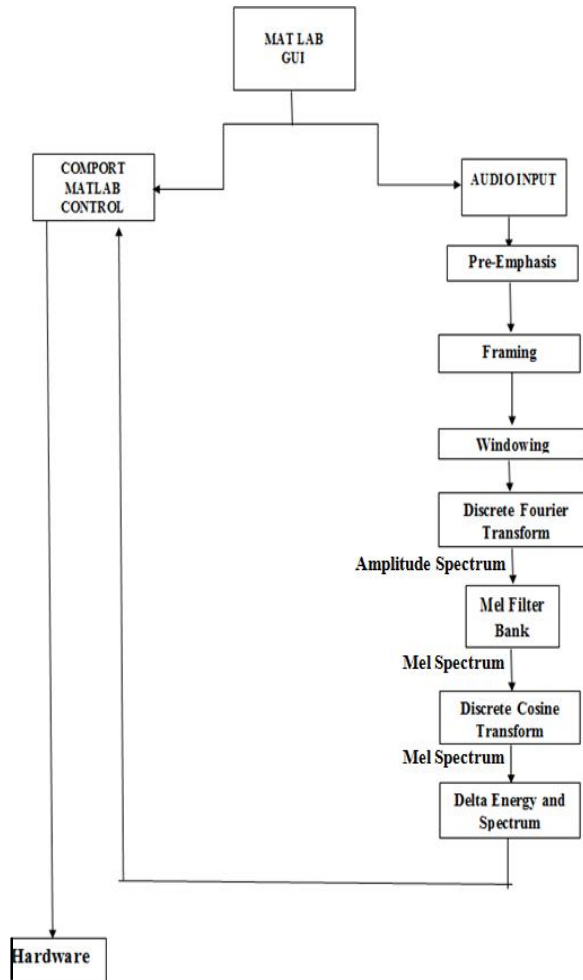 MAT LAB
GUI
COMPORT
MATLAB
CONTROL
AUDIO INPUT
Pre-Emphasis
Framing
Windowing
Discrete Fourier
Transform
Amplitude Spectrum
Mel Filter
Bank
Mel Spectrum
Discrete Cosine
Transform
Mel Spectrum
Delta Energy and
Spectrum
Hardware